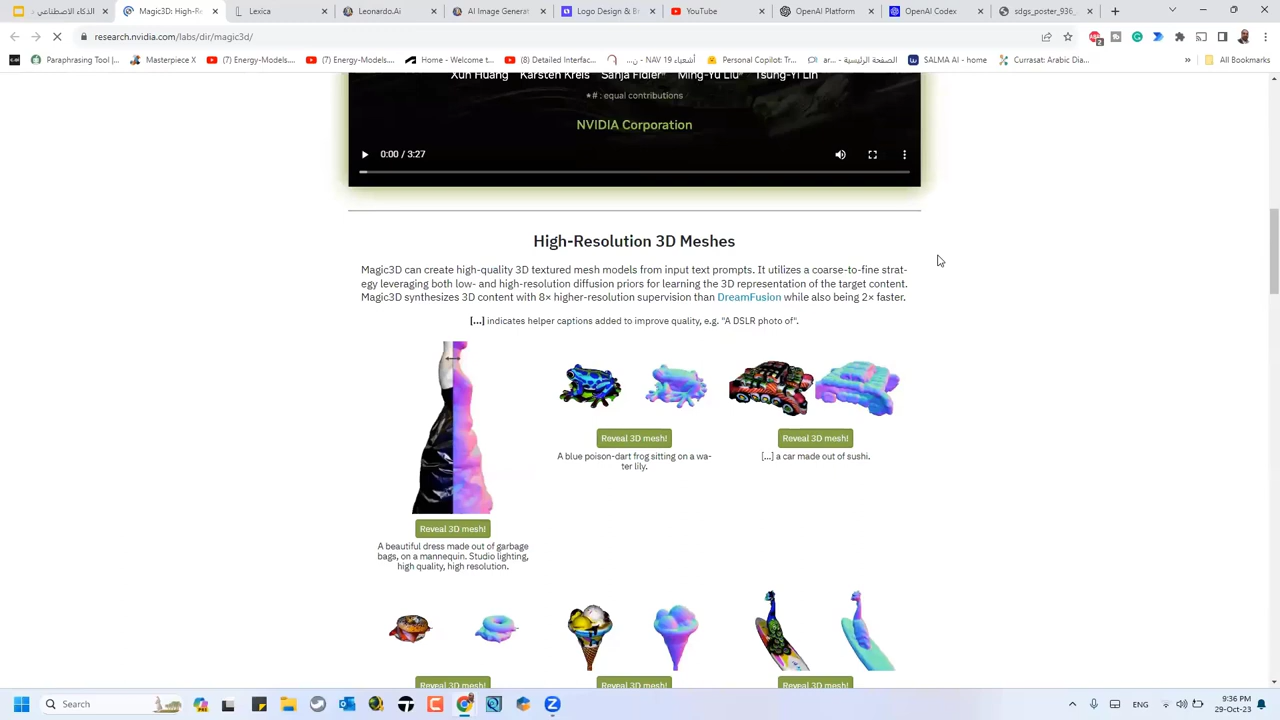 الذكاء الاصطناعي -
Magic3D High-Re
Lexica
Leonardo.Ai
AI Image Generat
Logo Design & Br
YouTube
OpenAI Platform
OpenAI Codex
sdgs_poster_936_
research.nvidia.com/labs/dir/magic3d/
Paraphrasing Tool |...
Masterpiece X
(7) Energy-Models....
(7) Energy-Models....
Home - Welcome t...
(8) Detailed Interfac...
أشعياء NAV 19 - ن...
Personal Copilot: Tr...
الصفحة الرئيسية - ar...
SALMA AI - home
Currasat: Arabic Dia...
All Bookmarks
Xun Huang Karsten Kreis Sanja Fidler* Ming-Yu Liu* Tsung-Yi Lin
*# : equal contributions
NVIDIA Corporation
0:00 / 3:27
High-Resolution 3D Meshes
Magic3D can create high-quality 3D textured mesh models from input text prompts. It utilizes a coarse-to-fine strat-
egy leveraging both low- and high-resolution diffusion priors for learning the 3D representation of the target content.
Magic3D synthesizes 3D content with 8× higher-resolution supervision than DreamFusion while also being 2× faster.
[...] indicates helper captions added to improve quality, e.g. "A DSLR photo of".
Reveal 3D mesh!
A blue poison-dart frog sitting on a wa-
ter lily.
Reveal 3D mesh!
[...] a car made out of sushi.
Reveal 3D mesh!
A beautiful dress made out of garbage
bags, on a mannequin. Studio lighting,
high quality, high resolution.
Reveal 3D mesh!
Reveal 3D mesh!
Reveal 3D mesh!
Search
ENG
9:36 PM
29-Oct-23